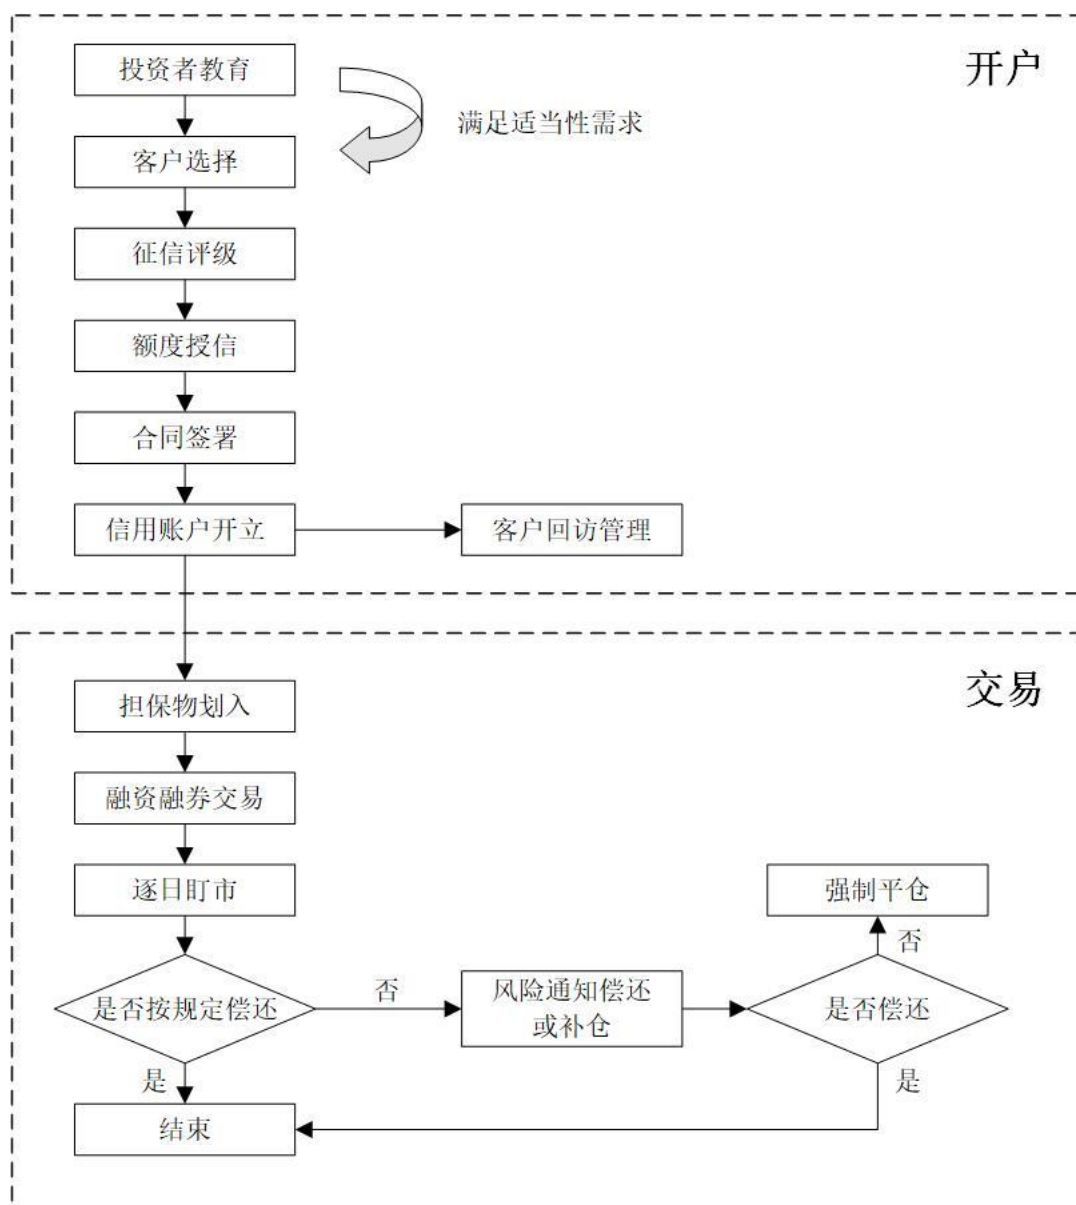 开户
投资者教育
满足适当性需求
客户选择
征信评级
额度授信
合同签署
信用账户开立
客户回访管理
交易
担保物划入
融资融券交易
逐日盯市
强制平仓
否
是否按规定偿还
否
风险通知偿还
或补仓
是否偿还
是
是
结束